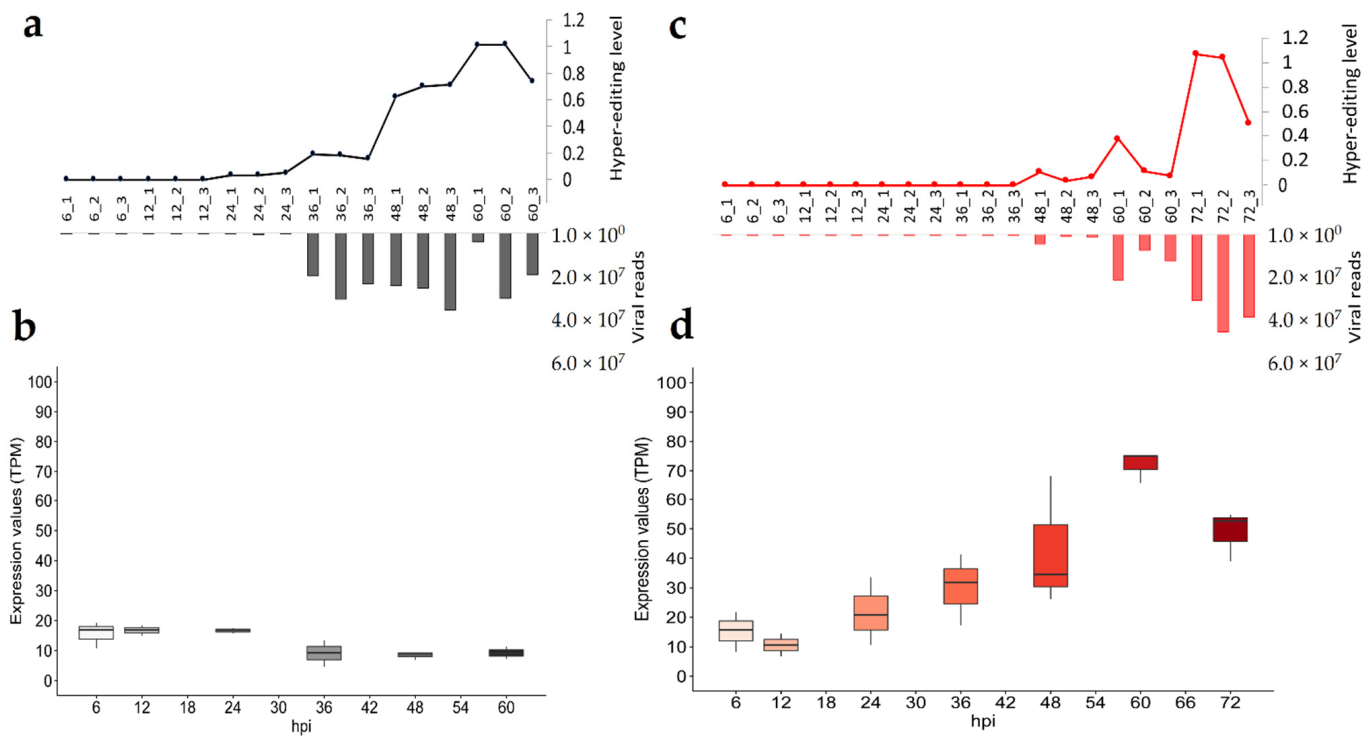 a
1.2
1
0.8
0.6
0.4
0.2
0
Hyper-editing level
6_1 6_2 6_3 12_1 12_2 12_3 24_1 24_2 24_3 36_1 36_2 36_3 48_1 48_2 48_3 60_1 60_2 60_3
1.0 × 10⁰
2.0 × 10⁷
4.0 × 10⁷
6.0 × 10⁷
Viral reads
b
100
90
80
70
60
50
40
30
20
10
0
Expression values (TPM)
6 12 18 24 30 36 42 48 54 60
hpi
c
1.2
1
0.8
0.6
0.4
0.2
0
Hyper-editing level
6_1 6_2 6_3 12_1 12_2 12_3 24_1 24_2 24_3 36_1 36_2 36_3 48_1 48_2 48_3 60_1 60_2 60_3 72_1 72_2 72_3
1.0 × 10⁰
2.0 × 10⁷
4.0 × 10⁷
6.0 × 10⁷
Viral reads
d
100
90
80
70
60
50
40
30
20
10
0
Expression values (TPM)
6 12 18 24 30 36 42 48 54 60 66 72
hpi